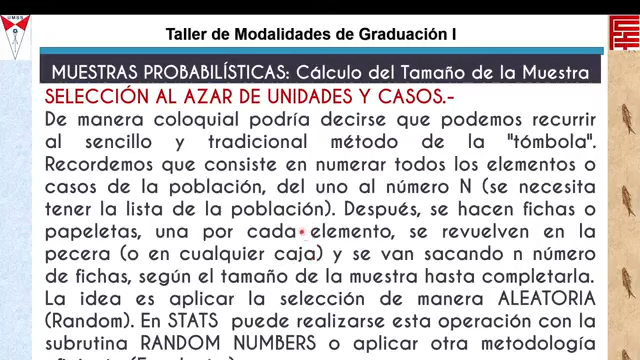 UMSS
Taller de Modalidades de Graduación I
MUESTRAS PROBABILÍSTICAS: Cálculo del Tamaño de la Muestra
SELECCIÓN AL AZAR DE UNIDADES Y CASOS.-
De manera coloquial podría decirse que podemos recurrir
al sencillo y tradicional método de la "tómbola".
Recordemos que consiste en numerar todos los elementos o
casos de la población, del uno al número N (se necesita
tener la lista de la población). Después, se hacen fichas o
papeletas, una por cada elemento, se revuelven en la
pecera (o en cualquier caja) y se van sacando n número
de fichas, según el tamaño de la muestra hasta completarla.
La idea es aplicar la selección de manera ALEATORIA
(Random). En STATS puede realizarse esta operación con la
subrutina RANDOM NUMBERS o aplicar otra metodología